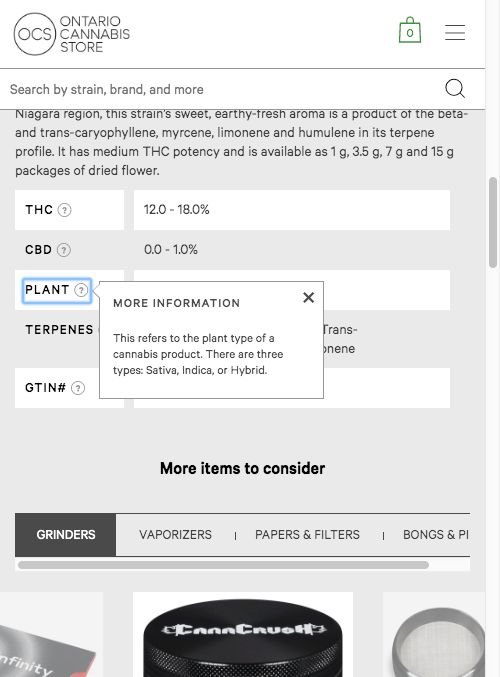 OCS ONTARIO
CANNABIS
STORE
0
Search by strain, brand, and more
Niagara region, this strain's sweet, earthy-fresh aroma is a product of the beta-
and trans-caryophyllene, myrcene, limonene and humulene in its terpene
profile. It has medium THC potency and is available as 1 g, 3.5 g, 7 g and 15 g
packages of dried flower.
THC ? 12.0 - 18.0%
CBD ? 0.0 - 1.0%
PLANT ?
MORE INFORMATION
This refers to the plant type of a
cannabis product. There are three
types: Sativa, Indica, or Hybrid.
TERPENES Trans-
onene
GTIN# ?
More items to consider
GRINDERS VAPORIZERS PAPERS & FILTERS BONGS & PI
nfinity
CannCrush